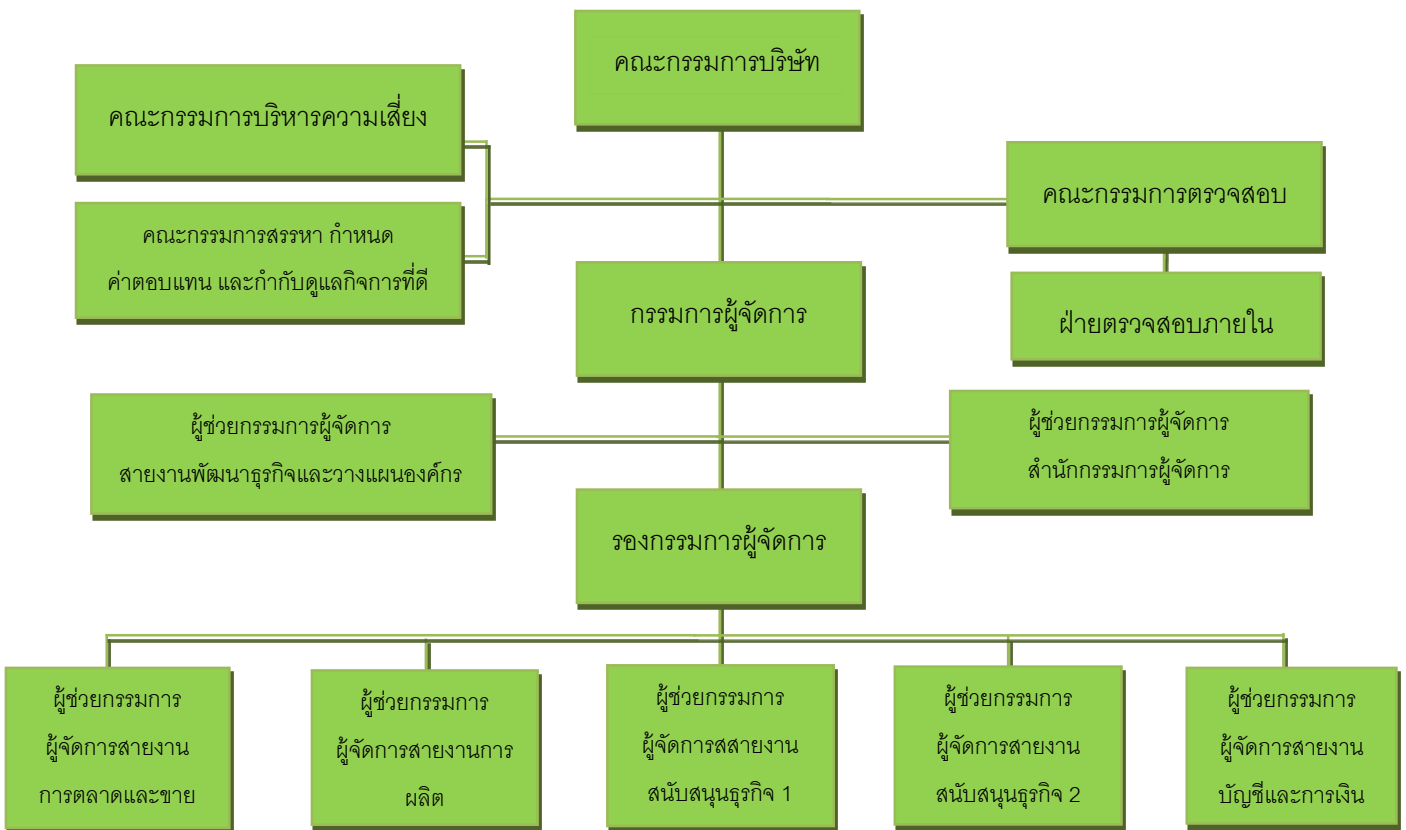 คณะกรรมการบริษัท
คณะกรรมการบริหารความเสี่ยง
คณะกรรมการตรวจสอบ
คณะกรรมการสรรหา กำหนด
ค่าตอบแทน และกำกับดูแลกิจการที่ดี
กรรมการผู้จัดการ
ฝ่ายตรวจสอบภายใน
ผู้ช่วยกรรมการผู้จัดการ
สายงานพัฒนาธุรกิจและวางแผนองค์กร
ผู้ช่วยกรรมการผู้จัดการ
สำนักกรรมการผู้จัดการ
รองกรรมการผู้จัดการ
ผู้ช่วยกรรมการ
ผู้จัดการสายงาน
การตลาดและขาย
ผู้ช่วยกรรมการ
ผู้จัดการสายงานการ
ผลิต
ผู้ช่วยกรรมการ
ผู้จัดการสสายงาน
สนับสนุนธุรกิจ 1
ผู้ช่วยกรรมการ
ผู้จัดการสายงาน
สนับสนุนธุรกิจ 2
ผู้ช่วยกรรมการ
ผู้จัดการสายงาน
บัญชีและการเงิน